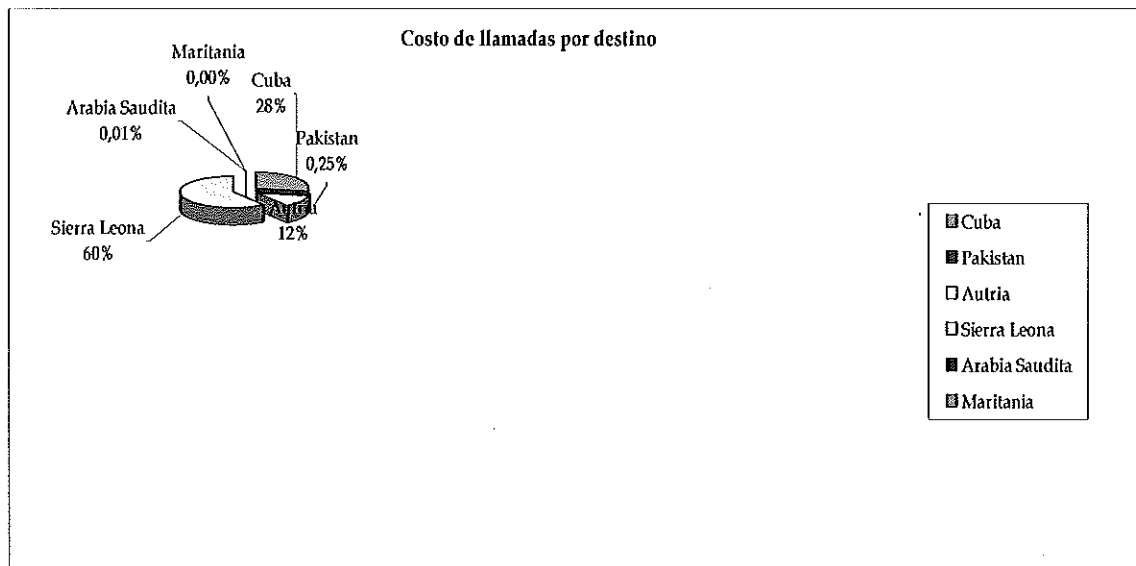 Costo de llamadas por destino
Maritania
0,00%
Cuba
28%
Arabia Saudita
0,01%
Pakistan
0,25%
Autria
12%
Sierra Leona
60%
Cuba
Pakistan
Autria
Sierra Leona
Arabia Saudita
Maritania